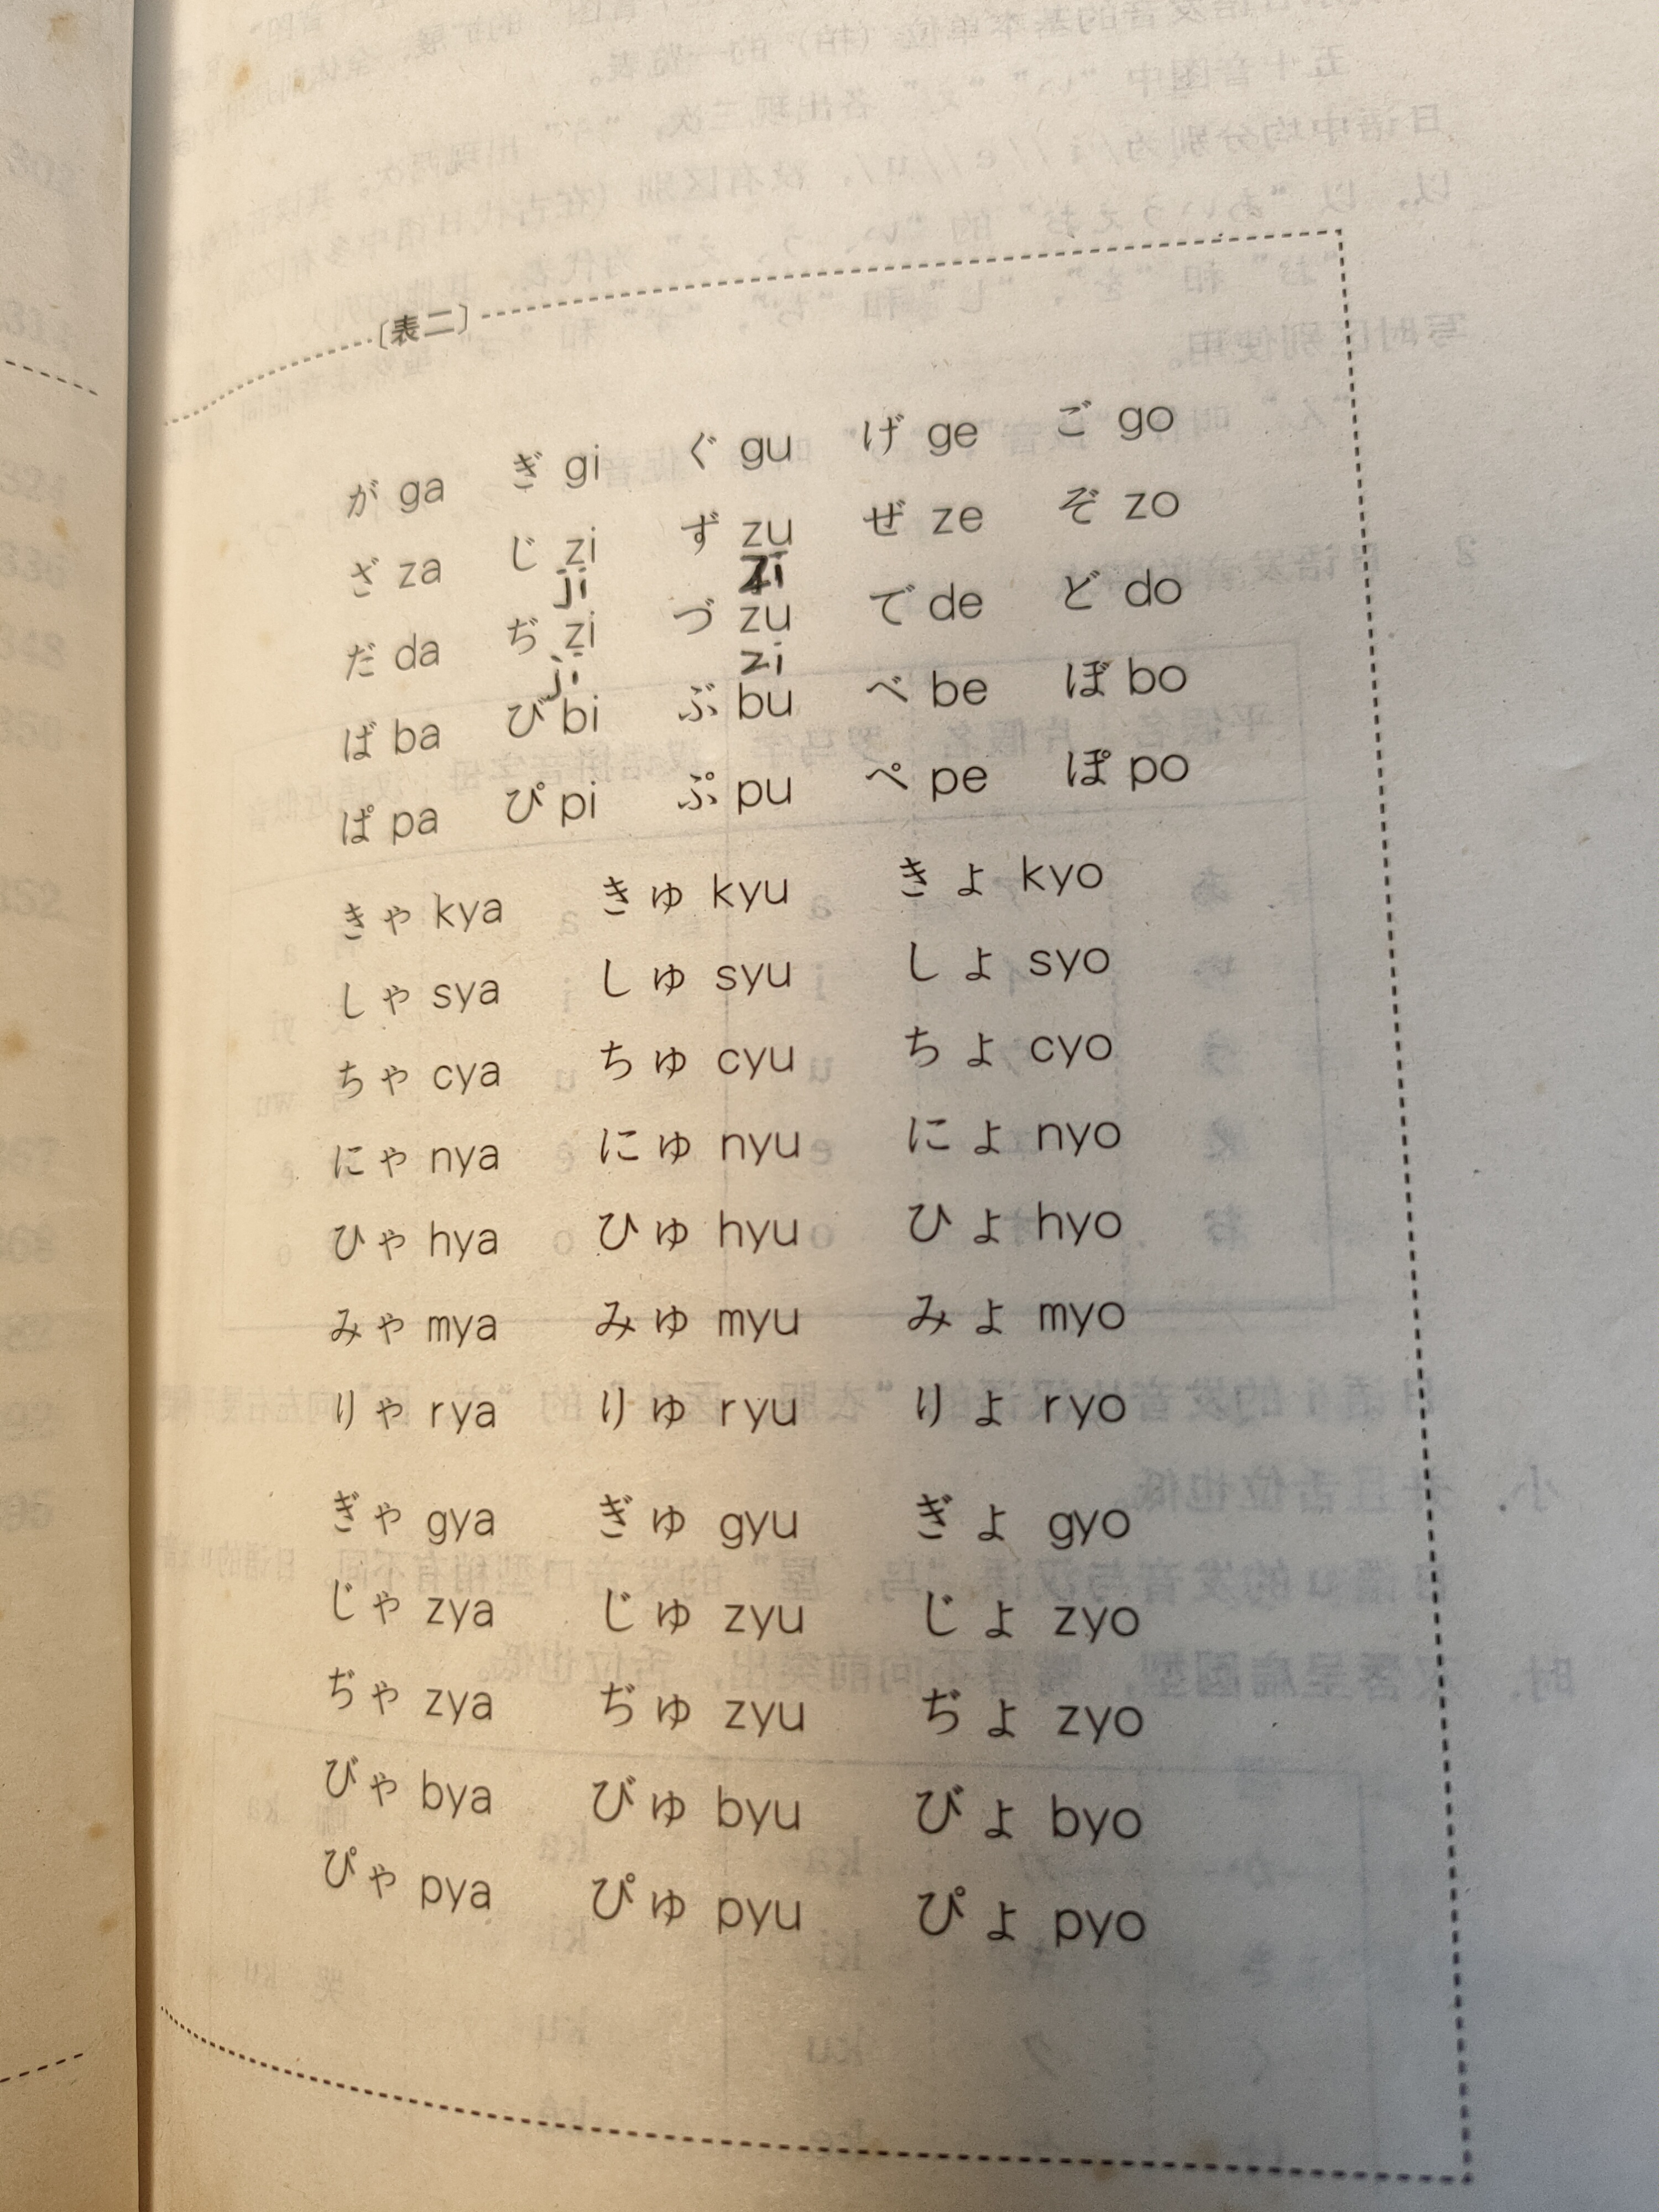 〔表二〕
が ga ぎ gi ぐ gu げ ge ご go
ざ za じ zi ず zu ぜ ze ぞ zo
ji zi
だ da ぢ zi づ zu で de ど do
ji zi
ば ba び bi ぶ bu べ be ぼ bo
ぱ pa ぴ pi ぷ pu ぺ pe ぽ po
きゃ kya きゅ kyu きょ kyo
しゃ sya しゅ syu しょ syo
ちゃ cya ちゅ cyu ちょ cyo
にゃ nya にゅ nyu にょ nyo
ひゃ hya ひゅ hyu ひょ hyo
みゃ mya みゅ myu みょ myo
りゃ rya りゅ ryu りょ ryo
ぎゃ gya ぎゅ gyu ぎょ gyo
じゃ zya じゅ zyu じょ zyo
ぢゃ zya ぢゅ zyu ぢょ zyo
びゃ bya びゅ byu びょ byo
ぴゃ pya ぴゅ pyu ぴょ pyo